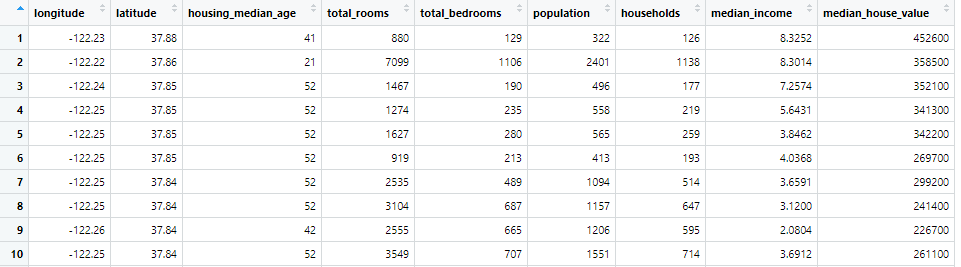 longitude latitude housing_median_age total_rooms total_bedrooms population households median_income median_house_value
1 -122.23 37.88 41 880 129 322 126 8.3252 452600
2 -122.22 37.86 21 7099 1106 2401 1138 8.3014 358500
3 -122.24 37.85 52 1467 190 496 177 7.2574 352100
4 -122.25 37.85 52 1274 235 558 219 5.6431 341300
5 -122.25 37.85 52 1627 280 565 259 3.8462 342200
6 -122.25 37.85 52 919 213 413 193 4.0368 269700
7 -122.25 37.84 52 2535 489 1094 514 3.6591 299200
8 -122.25 37.84 52 3104 687 1157 647 3.1200 241400
9 -122.26 37.84 42 2555 665 1206 595 2.0804 226700
10 -122.25 37.84 52 3549 707 1551 714 3.6912 261100